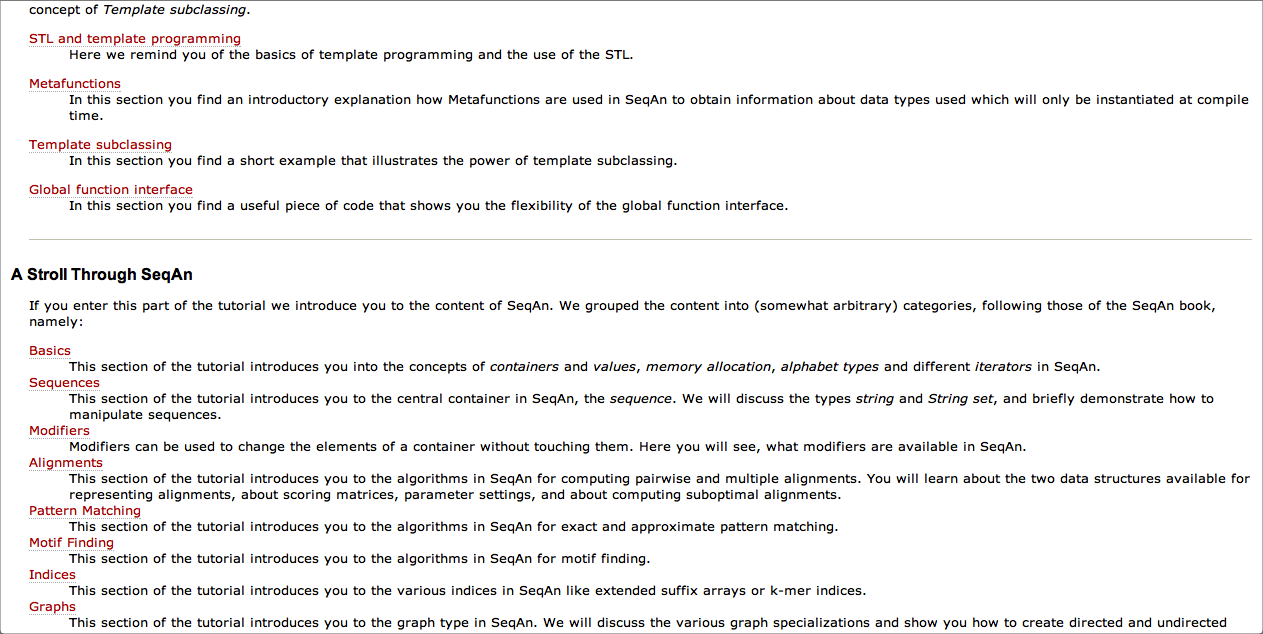 concept of Template subclassing.
STL and template programming
Here we remind you of the basics of template programming and the use of the STL.
Metafunctions
In this section you find an introductory explanation how Metafunctions are used in SeqAn to obtain information about data types used which will only be instantiated at compile
time.
Template subclassing
In this section you find a short example that illustrates the power of template subclassing.
Global function interface
In this section you find a useful piece of code that shows you the flexibility of the global function interface.
A Stroll Through SeqAn
If you enter this part of the tutorial we introduce you to the content of SeqAn. We grouped the content into (somewhat arbitrary) categories, following those of the SeqAn book,
namely:
Basics
This section of the tutorial introduces you into the concepts of containers and values, memory allocation, alphabet types and different iterators in SeqAn.
Sequences
This section of the tutorial introduces you to the central container in SeqAn, the sequence. We will discuss the types string and String set, and briefly demonstrate how to
manipulate sequences.
Modifiers
Modifiers can be used to change the elements of a container without touching them. Here you will see, what modifiers are available in SeqAn.
Alignments
This section of the tutorial introduces you to the algorithms in SeqAn for computing pairwise and multiple alignments. You will learn about the two data structures available for
representing alignments, about scoring matrices, parameter settings, and about computing suboptimal alignments.
Pattern Matching
This section of the tutorial introduces you to the algorithms in SeqAn for exact and approximate pattern matching.
Motif Finding
This section of the tutorial introduces you to the algorithms in SeqAn for motif finding.
Indices
This section of the tutorial introduces you to the various indices in SeqAn like extended suffix arrays or k-mer indices.
Graphs
This section of the tutorial introduces you to the graph type in SeqAn. We will discuss the various graph specializations and show you how to create directed and undirected